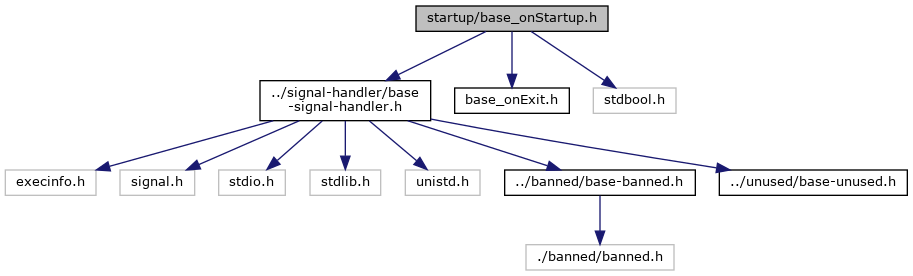 startup/base_onStartup.h
../signal-handler/base
-signal-handler.h
base_onExit.h
stdbool.h
execinfo.h
signal.h
stdio.h
stdlib.h
unistd.h
../banned/base-banned.h
../unused/base-unused.h
./banned/banned.h